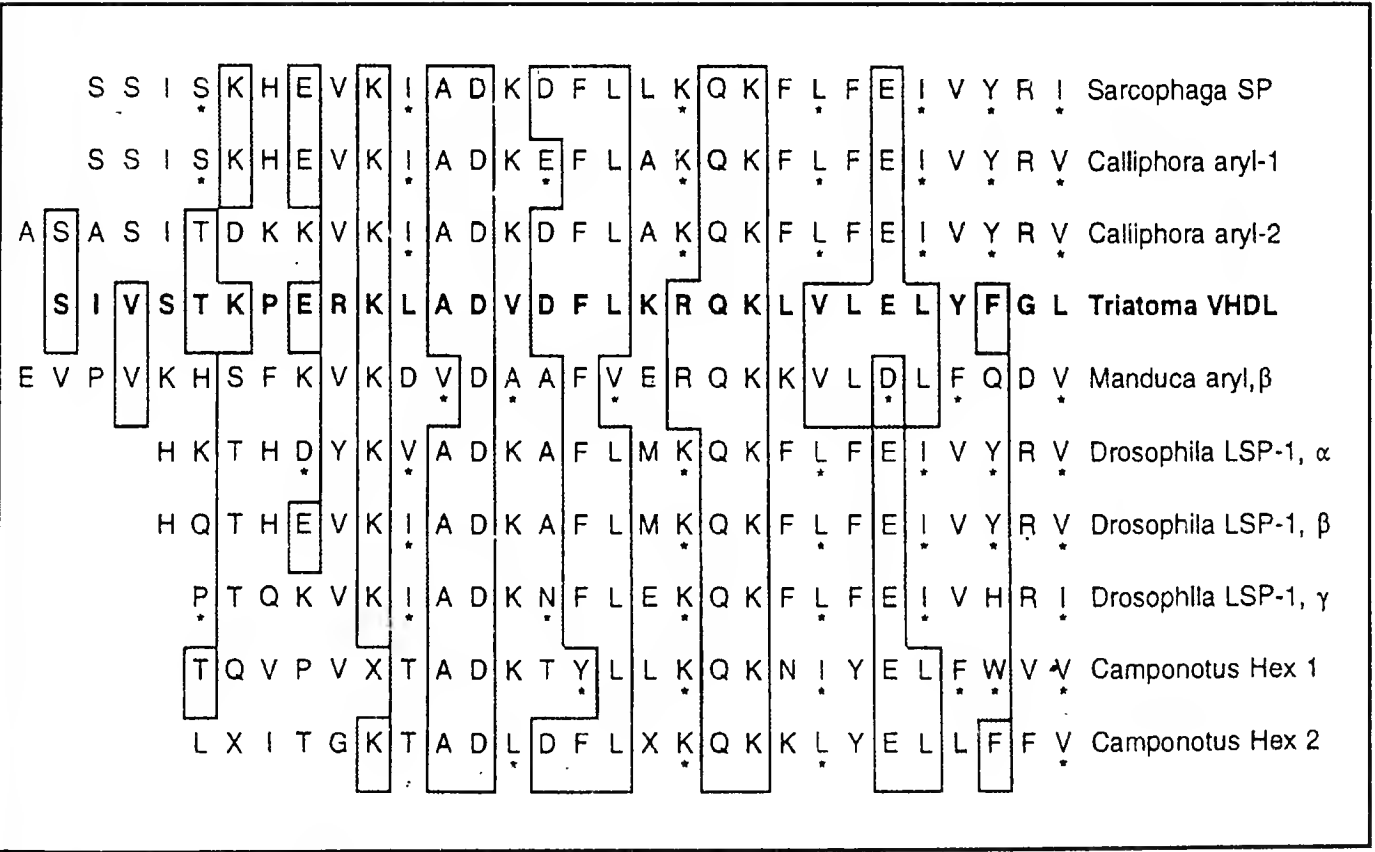 S S I S K H E V K I A D K D F L L K Q K F L F E I V Y R I Sarcophaga SP
* * * * * * *
S S I S K H E V K I A D K E F L A K Q K F L F E I V Y R V Calliphora aryl-1
* * * * * * * *
A S A S I T D K K V K I A D K D F L A K Q K F L F E I V Y R V Calliphora aryl-2
* * * * * *
S I V S T K P E R K L A D V D F L K R Q K L V L E L Y F G L Triatoma VHDL
E V P V K H S F K V K D V D A A F V E R Q K K V L D L F Q D V Manduca aryl,β
* * * * * *
H K T H D Y K V A D K A F L M K Q K F L F E I V Y R V Drosophila LSP-1, α
* * * * * * *
H Q T H E V K I A D K A F L M K Q K F L F E I V Y R V Drosophila LSP-1, β
* * * * * *
P T Q K V K I A D K N F L E K Q K F L F E I V H R I Drosophila LSP-1, γ
* * * * * * *
T Q V P V X T A D K T Y L L K Q K N I Y E L F W V V Camponotus Hex 1
* * * * * *
L X I T G K T A D L D F L X K Q K K L Y E L L F F V Camponotus Hex 2
* * * *